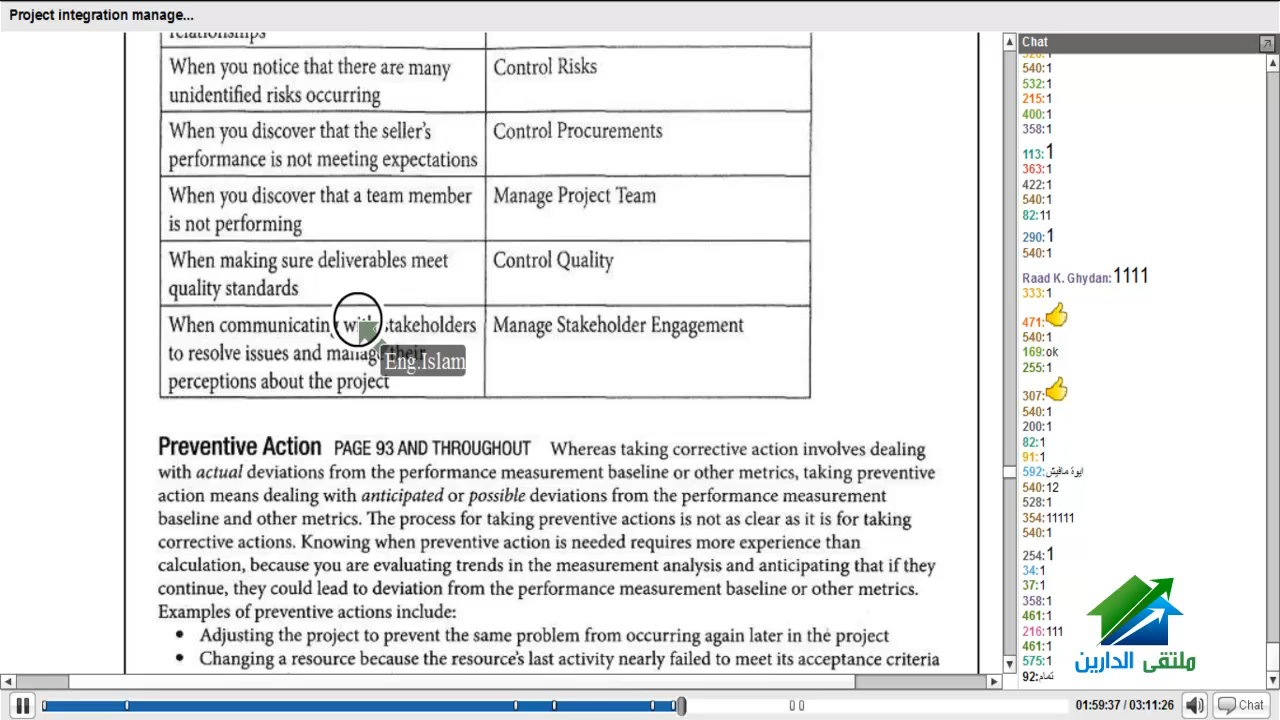 Project integration manage...
relationships
When you notice that there are many
unidentified risks occurring
Control Risks
When you discover that the seller's
performance is not meeting expectations
Control Procurements
When you discover that a team member
is not performing
Manage Project Team
When making sure deliverables meet
quality standards
Control Quality
When communicating with stakeholders
to resolve issues and manage their
perceptions about the project
Manage Stakeholder Engagement
Eng.Islam
Preventive Action PAGE 93 AND THROUGHOUT Whereas taking corrective action involves dealing
with actual deviations from the performance measurement baseline or other metrics, taking preventive
action means dealing with anticipated or possible deviations from the performance measurement
baseline and other metrics. The process for taking preventive actions is not as clear as it is for taking
corrective actions. Knowing when preventive action is needed requires more experience than
calculation, because you are evaluating trends in the measurement analysis and anticipating that if they
continue, they could lead to deviation from the performance measurement baseline or other metrics.
Examples of preventive actions include:
• Adjusting the project to prevent the same problem from occurring again later in the project
• Changing a resource because the resource's last activity nearly failed to meet its acceptance criteria
Chat
540:1
532:1
215:1
400:1
358:1
113:1
363:1
422:1
540:1
82:11
290:1
540:1
Raad K. Ghydan:1111
333:1
471:
540:1
169:ok
255:1
307:
540:1
200:1
82:1
91:1
592: ايوة مافيش
540:12
528:1
354:11111
540:1
254:1
34:1
37:1
358:1
461:1
216:111
461:1
575:1
92: تمام
ملتقى الدارين
01:59:37 / 03:11:26
Chat